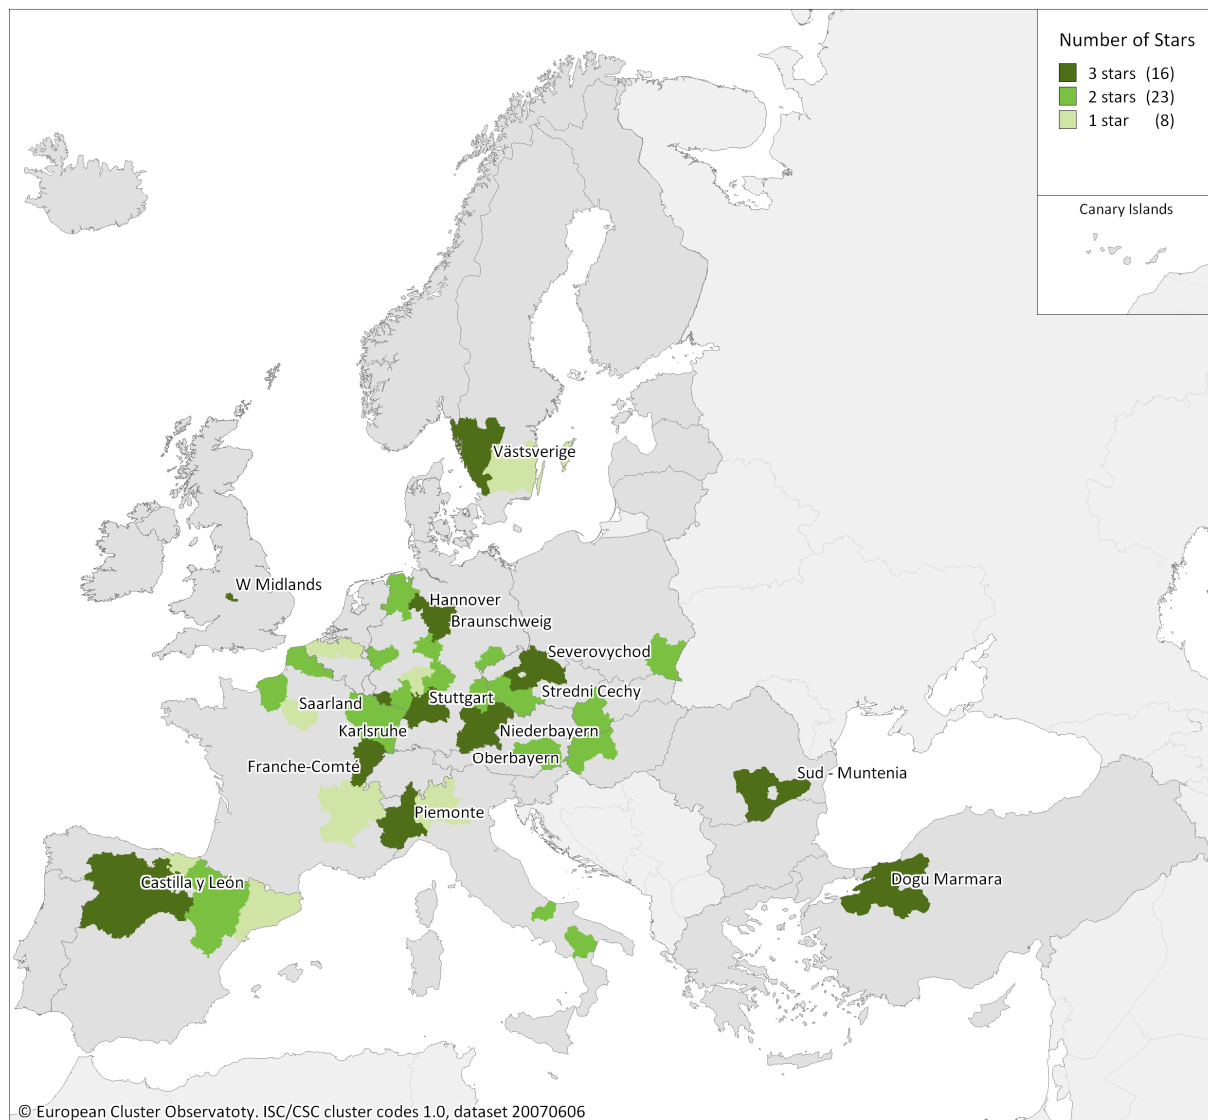 Number of Stars
3 stars (16)
2 stars (23)
1 star (8)
Canary Islands
Västsverige
W Midlands
Hannover
Braunschweig
Severovychod
Stredni Cechy
Saarland
Stuttgart
Karlsruhe
Niederbayern
Oberbayern
Franche-Comté
Sud - Muntenia
Piemonte
Castilla y León
Dogu Marmara
© European Cluster Observatoty. ISC/CSC cluster codes 1.0, dataset 20070606